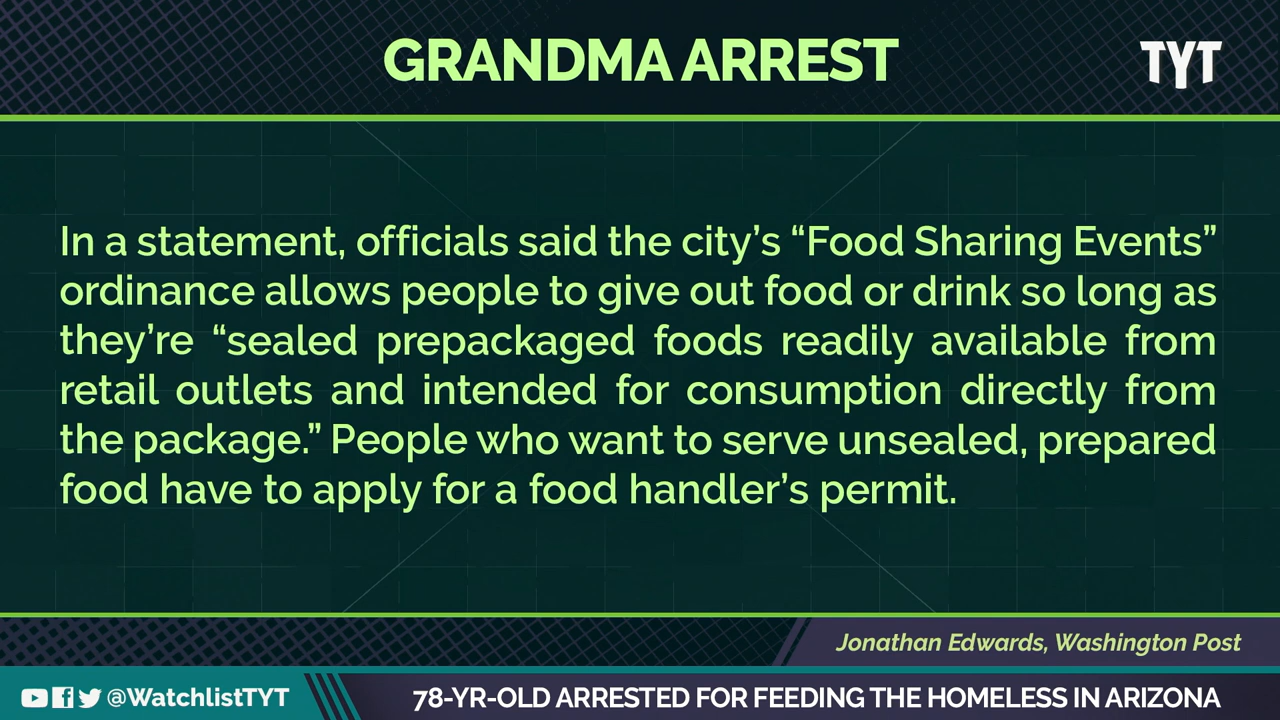 GRANDMA ARREST
TYT
In a statement, officials said the city’s “Food Sharing Events”
ordinance allows people to give out food or drink so long as
they’re “sealed prepackaged foods readily available from
retail outlets and intended for consumption directly from
the package.” People who want to serve unsealed, prepared
food have to apply for a food handler’s permit.
Jonathan Edwards, Washington Post
@WatchlistTYT
78-YR-OLD ARRESTED FOR FEEDING THE HOMELESS IN ARIZONA